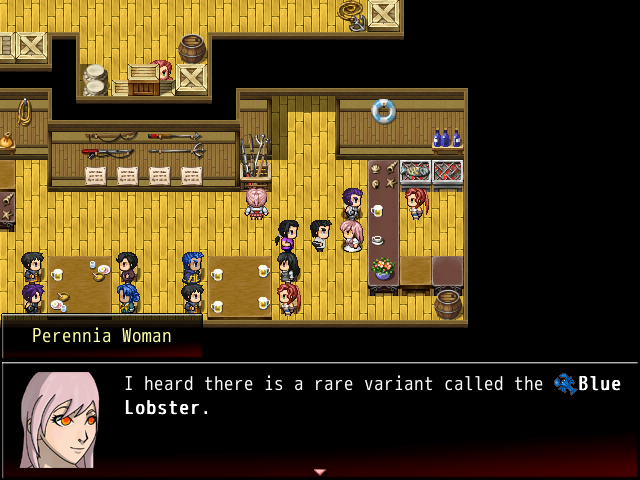 Perennia Woman
I heard there is a rare variant called the Blue
Lobster.